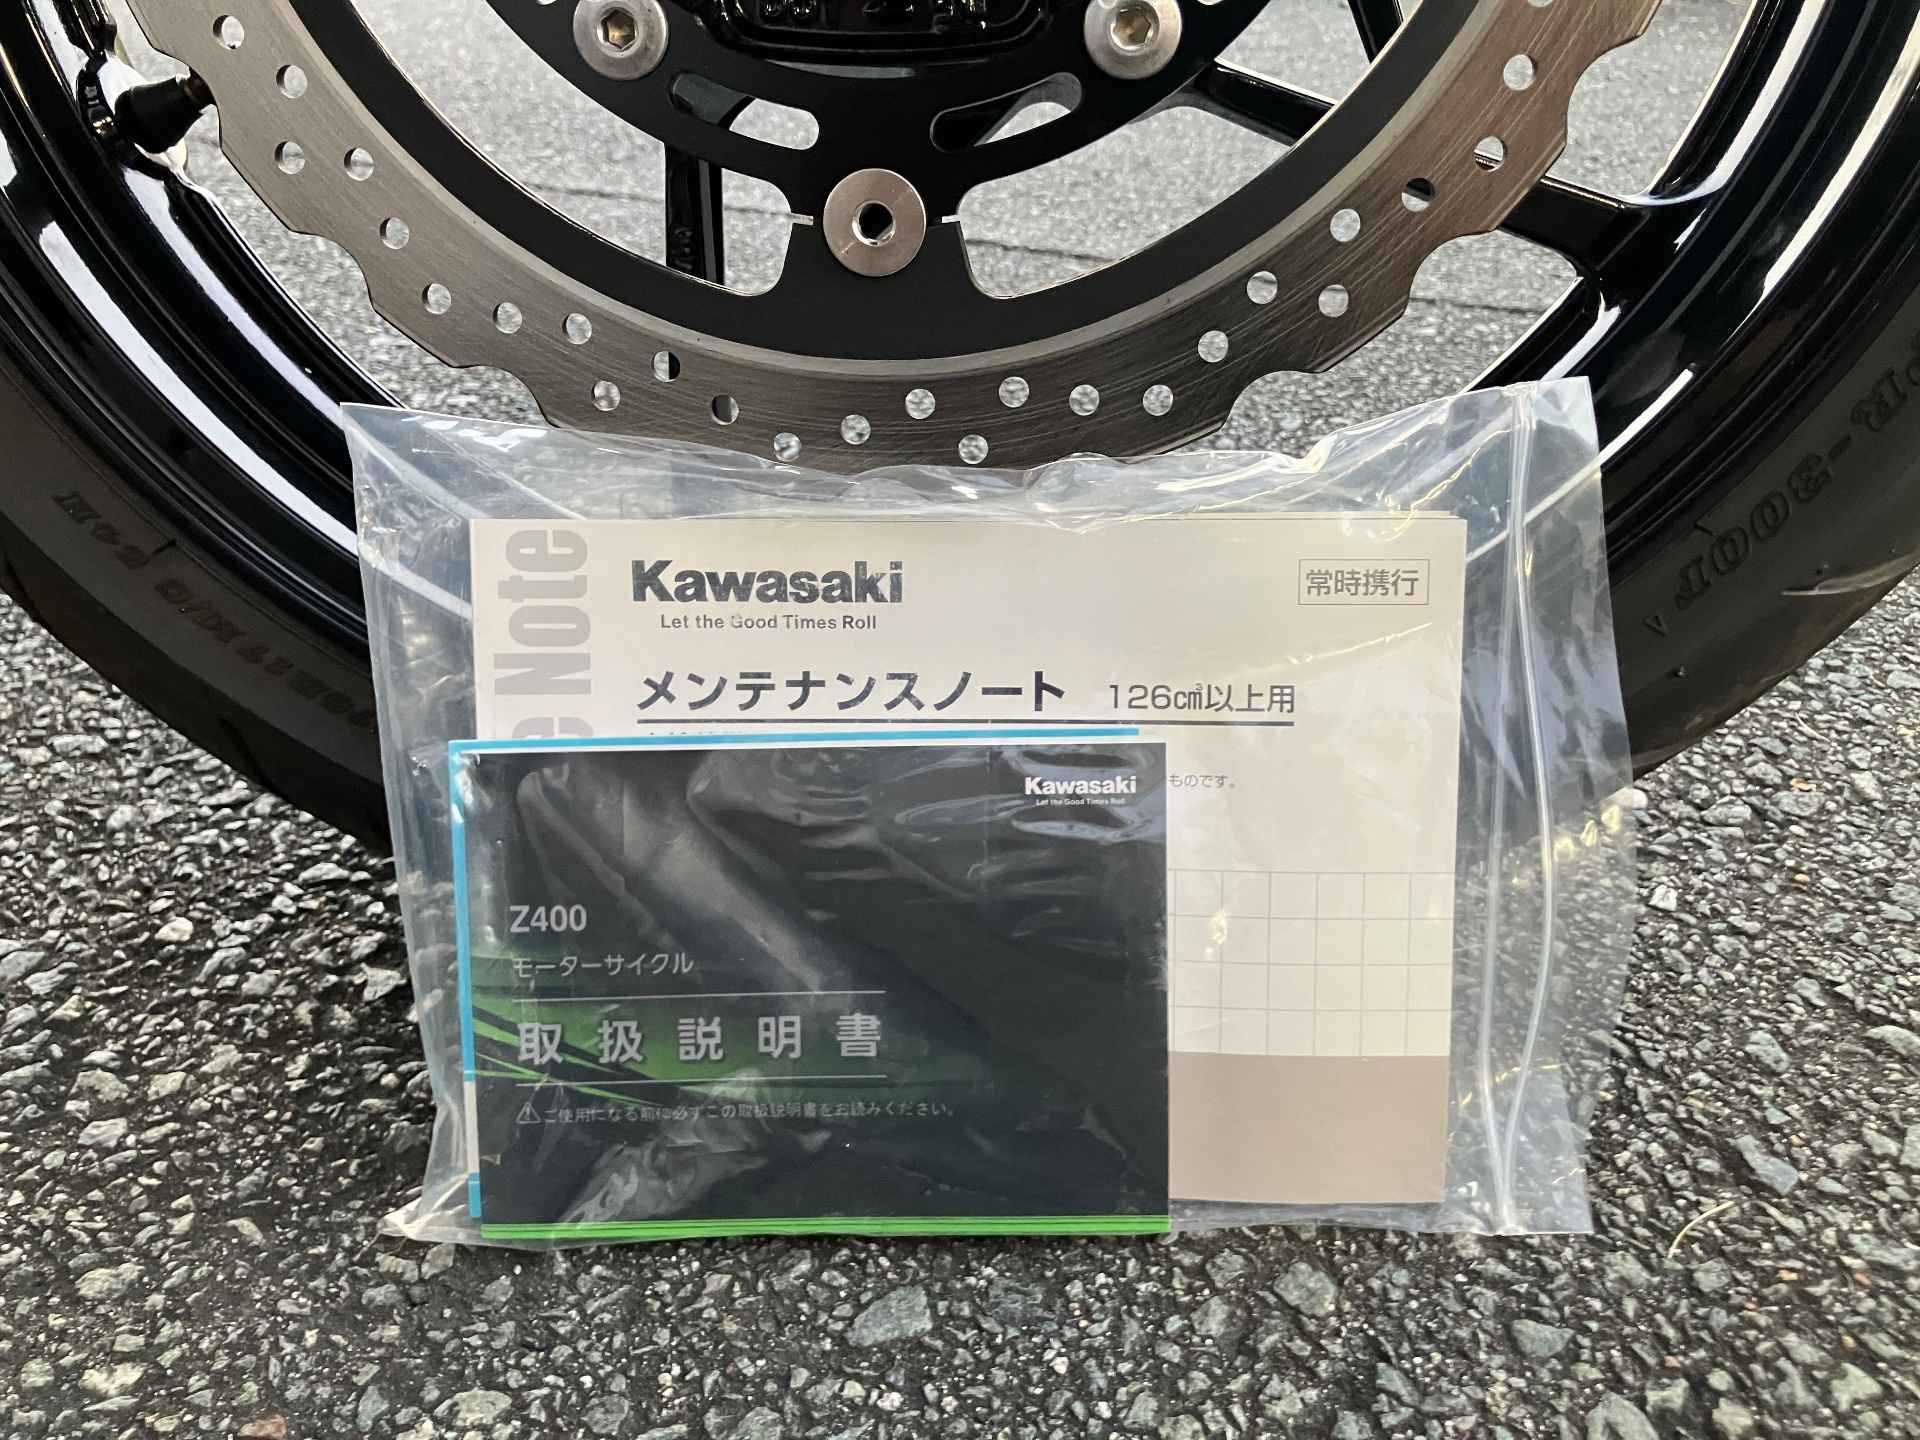 Note
Kawasaki
Let the Good Times Roll
常時携行
メンテナンスノート 126㎤以上用
ものです。
Kawasaki
Let the Good Times Roll
Z400
モーターサイクル
取扱説明書
⚠ご使用になる前に必ずこの取扱説明書をお読みください。
-300F